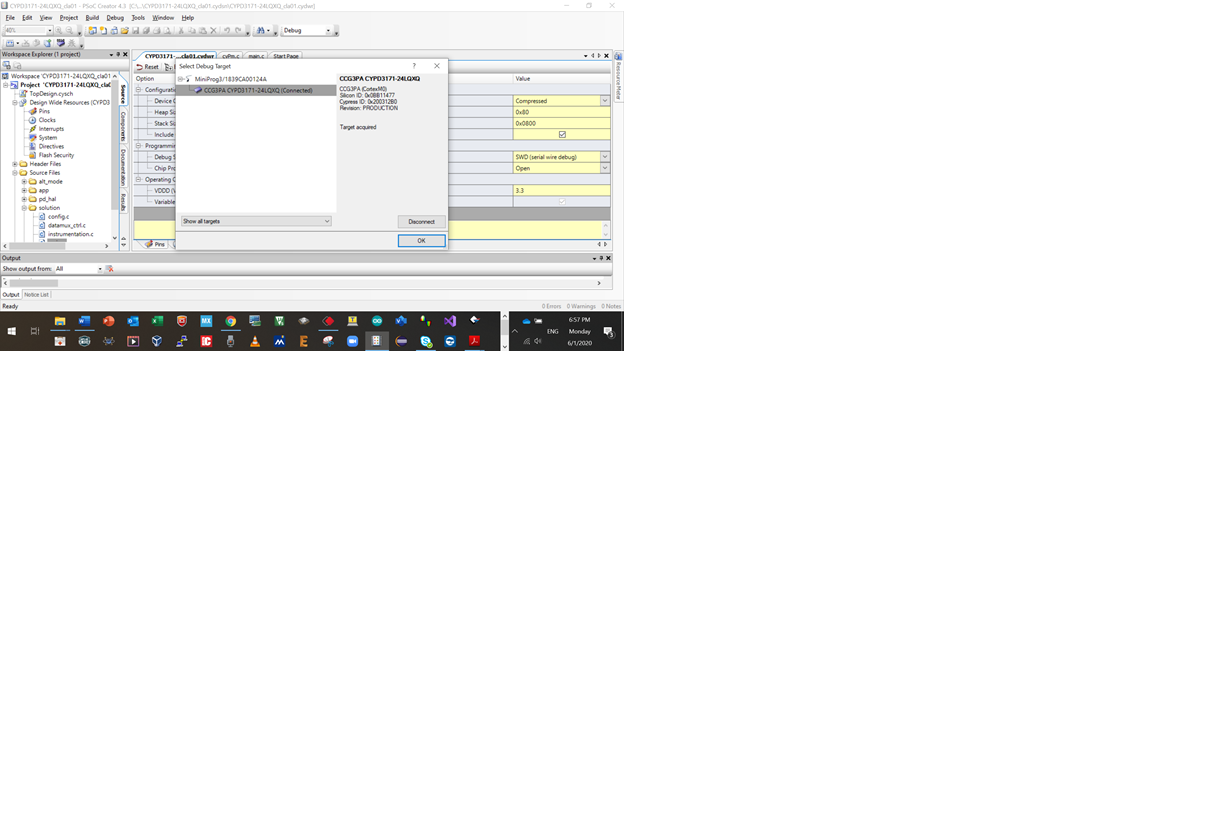 CYPD3171-24LQXQ_cla01 - PSoC Creator 4.3 [C:\...\CYPD3171-24LQXQ_cla01.cydsn\CYPD3171-24LQXQ_cla01.cydwr]
File Edit View Project Build Debug Tools Window Help
40%
Debug
Workspace Explorer (1 project)
Workspace 'CYPD3171-24LQXQ_cla01
Project 'CYPD3171-24LQXQ_cla
TopDesign.cysch
Design Wide Resources (CYPD3
Pins
Clocks
Interrupts
System
Directives
Flash Security
Header Files
Source Files
alt_mode
app
pd_hal
solution
config.c
datamux_ctrl.c
instrumentation.c
Source
Components
Documentation
Results
CYPD3171-...cla01.cydwr cyPm.c main.c Start Page
Reset
Option
Value
Configuratio
Device C
Compressed
Heap Siz
0x80
Stack Siz
0x0800
Include
Programmin
Debug S
SWD (serial wire debug)
Chip Pro
Open
Operating C
VDDD (V
3.3
Variable
Pins
Resource Meter
Select Debug Target
MiniProg3/1839CA00124A
CCG3PA CYPD3171-24LQXQ (Connected)
CCG3PA CYPD3171-24LQXQ
CCG3PA (CortexM0)
Silicon ID: 0x0BB11477
Cypress ID: 0x200312B0
Revision: PRODUCTION
Target acquired
Show all targets
Disconnect
OK
Output
Show output from: All
Output Notice List
Ready
0 Errors 0 Warnings 0 Notes
6:57 PM
ENG Monday
6/1/2020